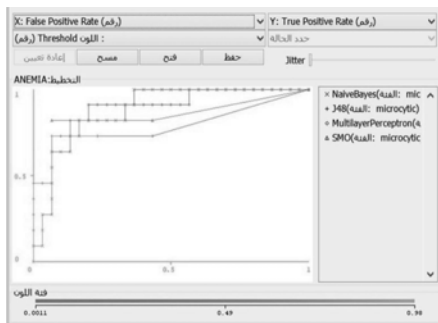 X: False Positive Rate (رقم)
Y: True Positive Rate (رقم)
اللون: Threshold (رقم)
حدد الحالة
إعادة تعيين
مسح
فتح
حفظ
Jitter
التخطيط:ANEMIA
1
0.5
0
0
0.5
1
× NaiveBayes(الفئة: mic
+ J48(الفئة: microcytic)
◦ MultilayerPerceptron(ة
▵ SMO(الفئة: microcytic
فئة اللون
0.0011
0.49
0.98